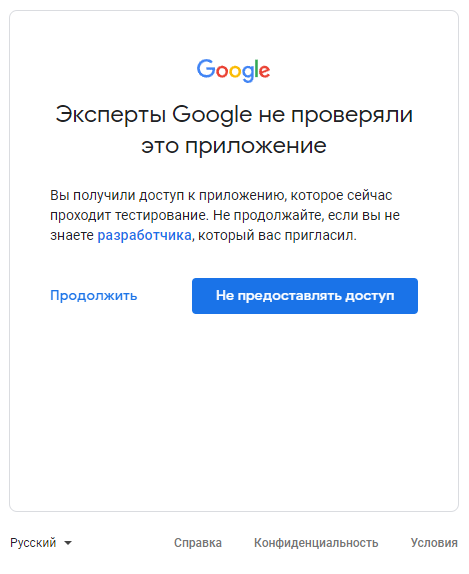 Google
Эксперты Google не проверяли
это приложение
Вы получили доступ к приложению, которое сейчас
проходит тестирование. Не продолжайте, если вы не
знаете разработчика, который вас пригласил.
Продолжить
Не предоставлять доступ
Русский
Справка
Конфиденциальность
Условия